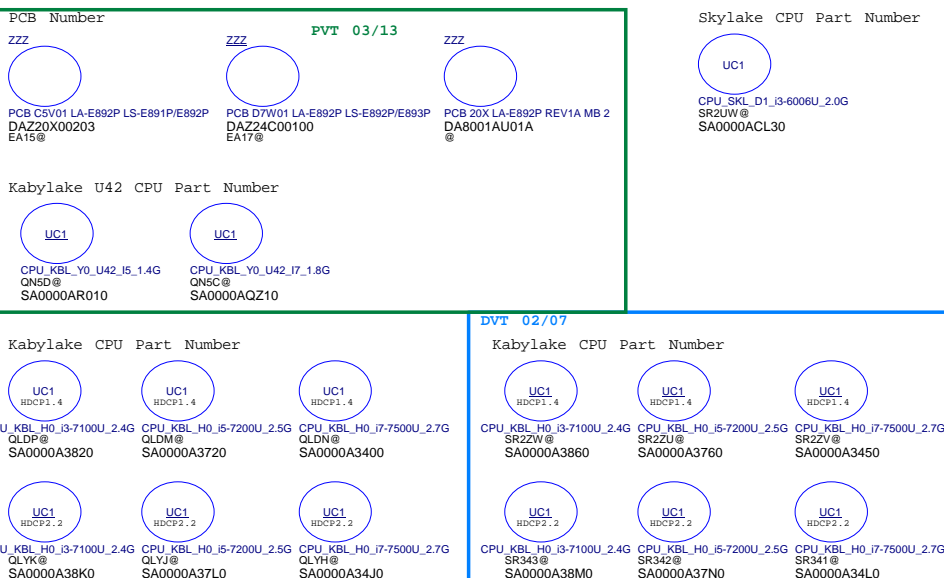 PCB Number
PVT 03/13
ZZZ
PCB C5V01 LA-E892P LS-E891P/E892P
DAZ20X00203
EA15@
ZZZ
PCB D7W01 LA-E892P LS-E892P/E893P
DAZ24C00100
EA17@
ZZZ
PCB 20X LA-E892P REV1A MB 2
DA8001AU01A
@
Skylake CPU Part Number
UC1
CPU_SKL_D1_i3-6006U_2.0G
SR2UW@
SA0000ACL30
Kabylake U42 CPU Part Number
UC1
CPU_KBL_Y0_U42_I5_1.4G
QN5D@
SA0000AR010
UC1
CPU_KBL_Y0_U42_I7_1.8G
QN5C@
SA0000AQZ10
Kabylake CPU Part Number
UC1
HDCP1.4
U_KBL_H0_i3-7100U_2.4G
QLDP@
SA0000A3820
UC1
HDCP1.4
CPU_KBL_H0_i5-7200U_2.5G
QLDM@
SA0000A3720
UC1
HDCP1.4
CPU_KBL_H0_i7-7500U_2.7G
QLDN@
SA0000A3400
UC1
HDCP2.2
U_KBL_H0_i3-7100U_2.4G
QLYK@
SA0000A38K0
UC1
HDCP2.2
CPU_KBL_H0_i5-7200U_2.5G
QLYJ@
SA0000A37L0
UC1
HDCP2.2
CPU_KBL_H0_i7-7500U_2.7G
QLYH@
SA0000A34J0
DVT 02/07
Kabylake CPU Part Number
UC1
HDCP1.4
CPU_KBL_H0_i3-7100U_2.4G
SR2ZW@
SA0000A3860
UC1
HDCP1.4
CPU_KBL_H0_i5-7200U_2.5G
SR2ZU@
SA0000A3760
UC1
HDCP1.4
CPU_KBL_H0_i7-7500U_2.7G
SR2ZV@
SA0000A3450
UC1
HDCP2.2
CPU_KBL_H0_i3-7100U_2.4G
SR343@
SA0000A38M0
UC1
HDCP2.2
CPU_KBL_H0_i5-7200U_2.5G
SR342@
SA0000A37N0
UC1
HDCP2.2
CPU_KBL_H0_i7-7500U_2.7G
SR341@
SA0000A34L0